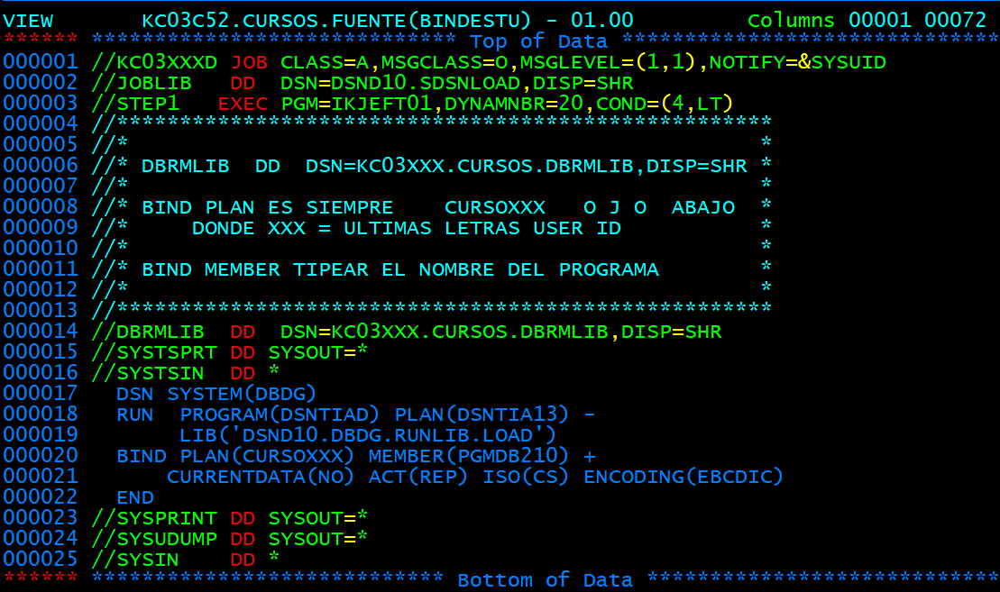 VIEW       KC03C52.CURSOS.FUENTE(BINDESTU) - 01.00         Columns 00001 00072
****** ***************************** Top of Data ******************************
000001 //KC03XXXD JOB CLASS=A,MSGCLASS=O,MSGLEVEL=(1,1),NOTIFY=&SYSUID
000002 //JOBLIB   DD  DSN=DSND10.SDSNLOAD,DISP=SHR
000003 //STEP1   EXEC PGM=IKJEFT01,DYNAMNBR=20,COND=(4,LT)
000004 //****************************************************
000005 //*                                                   *
000006 //* DBRMLIB  DD  DSN=KC03XXX.CURSOS.DBRMLIB,DISP=SHR *
000007 //*                                                   *
000008 //* BIND PLAN ES SIEMPRE    CURSOXXX   O J O  ABAJO  *
000009 //*     DONDE XXX = ULTIMAS LETRAS USER ID           *
000010 //*                                                   *
000011 //* BIND MEMBER TIPEAR EL NOMBRE DEL PROGRAMA        *
000012 //*                                                   *
000013 //****************************************************
000014 //DBRMLIB  DD  DSN=KC03XXX.CURSOS.DBRMLIB,DISP=SHR
000015 //SYSTSPRT DD SYSOUT=*
000016 //SYSTSIN  DD *
000017   DSN SYSTEM(DBDG)
000018   RUN  PROGRAM(DSNTIAD) PLAN(DSNTIA13) -
000019        LIB('DSND10.DBDG.RUNLIB.LOAD')
000020   BIND PLAN(CURSOXXX) MEMBER(PGMDB210) +
000021       CURRENTDATA(NO) ACT(REP) ISO(CS) ENCODING(EBCDIC)
000022   END
000023 //SYSPRINT DD SYSOUT=*
000024 //SYSUDUMP DD SYSOUT=*
000025 //SYSIN    DD *
****** **************************** Bottom of Data ****************************